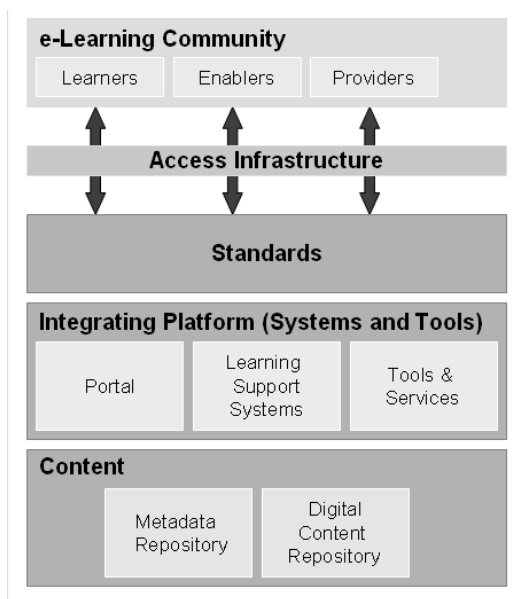 e-Learning Community
Learners
Enablers
Providers
Access Infrastructure
Standards
Integrating Platform (Systems and Tools)
Portal
Learning
Support
Systems
Tools &
Services
Content
Metadata
Repository
Digital
Content
Repository